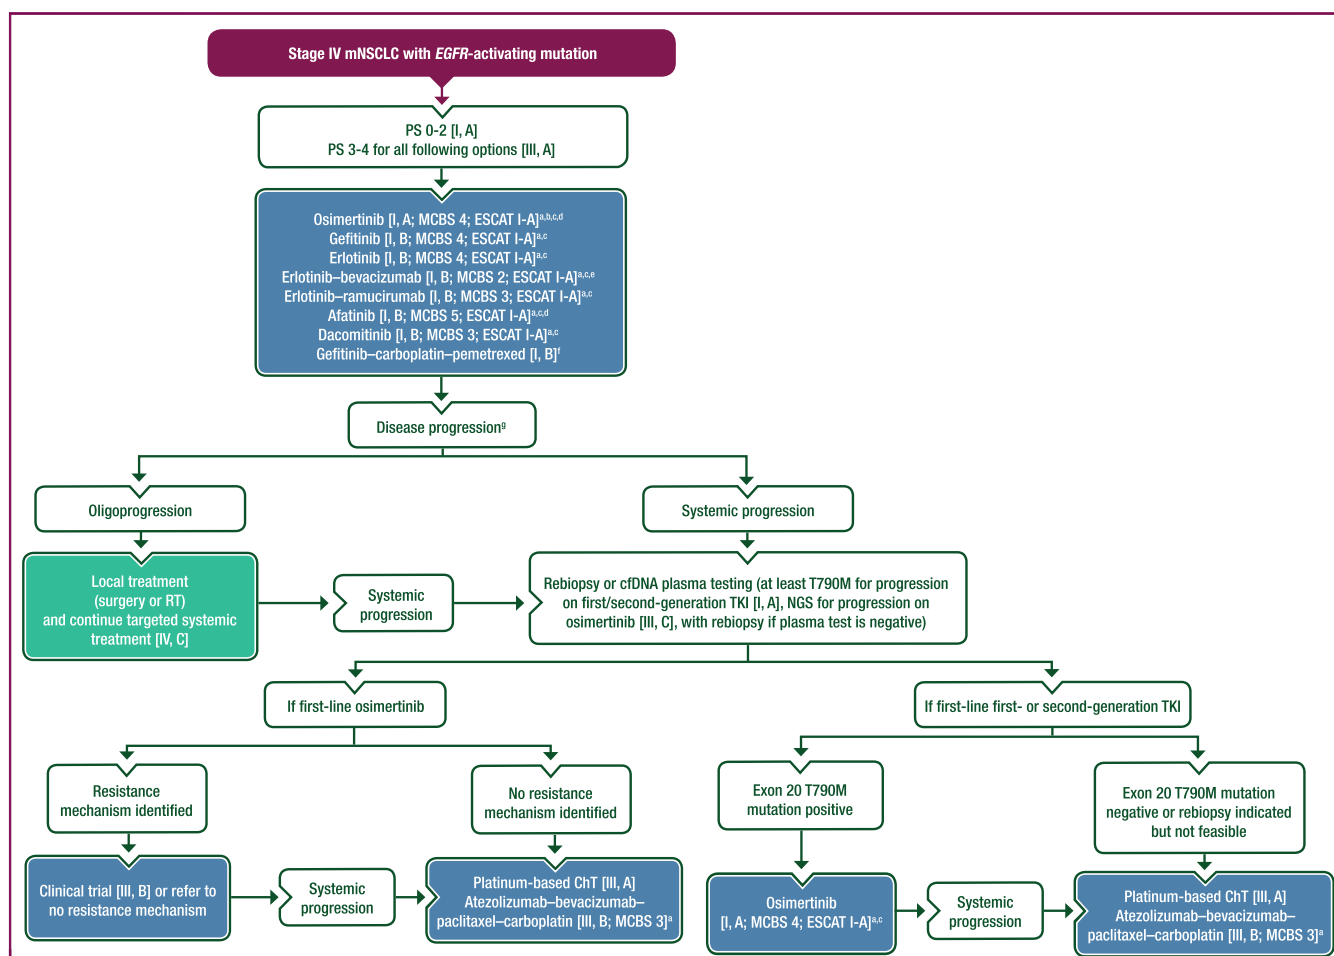 Stage IV mNSCLC with EGFR-activating mutation
PS 0-2 [I, A]
PS 3-4 for all following options [III, A]
Osimertinib [I, A; MCBS 4; ESCAT I-A]a,b,c,d
Gefitinib [I, B; MCBS 4; ESCAT I-A]a,c
Erlotinib [I, B; MCBS 4; ESCAT I-A]a,c
Erlotinib–bevacizumab [I, B; MCBS 2; ESCAT I-A]a,c,e
Erlotinib–ramucirumab [I, B; MCBS 3; ESCAT I-A]a,c
Afatinib [I, B; MCBS 5; ESCAT I-A]a,c,d
Dacomitinib [I, B; MCBS 3; ESCAT I-A]a,c
Gefitinib–carboplatin–pemetrexed [I, B]f
Disease progressiong
Oligoprogression
Systemic progression
Local treatment
(surgery or RT)
and continue targeted systemic
treatment [IV, C]
Systemic
progression
Rebiopsy or cfDNA plasma testing (at least T790M for progression
on first/second-generation TKI [I, A], NGS for progression on
osimertinib [III, C], with rebiopsy if plasma test is negative)
If first-line osimertinib
If first-line first- or second-generation TKI
Resistance
mechanism identified
No resistance
mechanism identified
Exon 20 T790M
mutation positive
Exon 20 T790M mutation
negative or rebiopsy indicated
but not feasible
Clinical trial [III, B] or refer to
no resistance mechanism
Systemic
progression
Platinum-based ChT [III, A]
Atezolizumab–bevacizumab–
paclitaxel–carboplatin [III, B; MCBS 3]a
Osimertinib
[I, A; MCBS 4; ESCAT I-A]a,c
Systemic
progression
Platinum-based ChT [III, A]
Atezolizumab–bevacizumab–
paclitaxel–carboplatin [III, B; MCBS 3]a